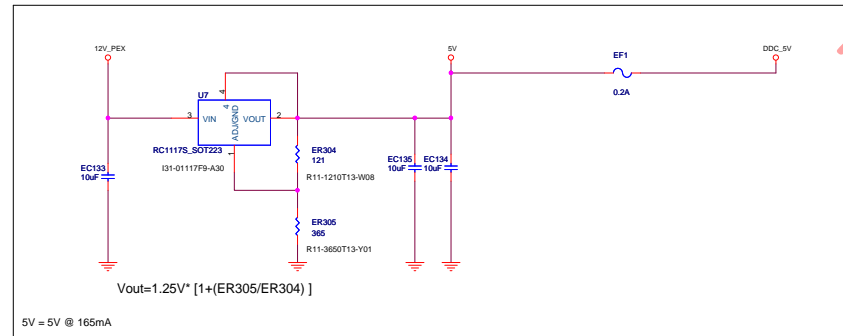 12V_PEX
5V
EF1
DDC_5V
0.2A
U7
4
4
3
VIN
VOUT
2
ADJ/GND
1
RC1117S_SOT223
I31-01117F9-A30
ER304
121
R11-1210T13-W08
EC133
10uF
EC135
10uF
EC134
10uF
ER305
365
R11-3650T13-Y01
Vout=1.25V* [1+(ER305/ER304) ]
5V = 5V @ 165mA